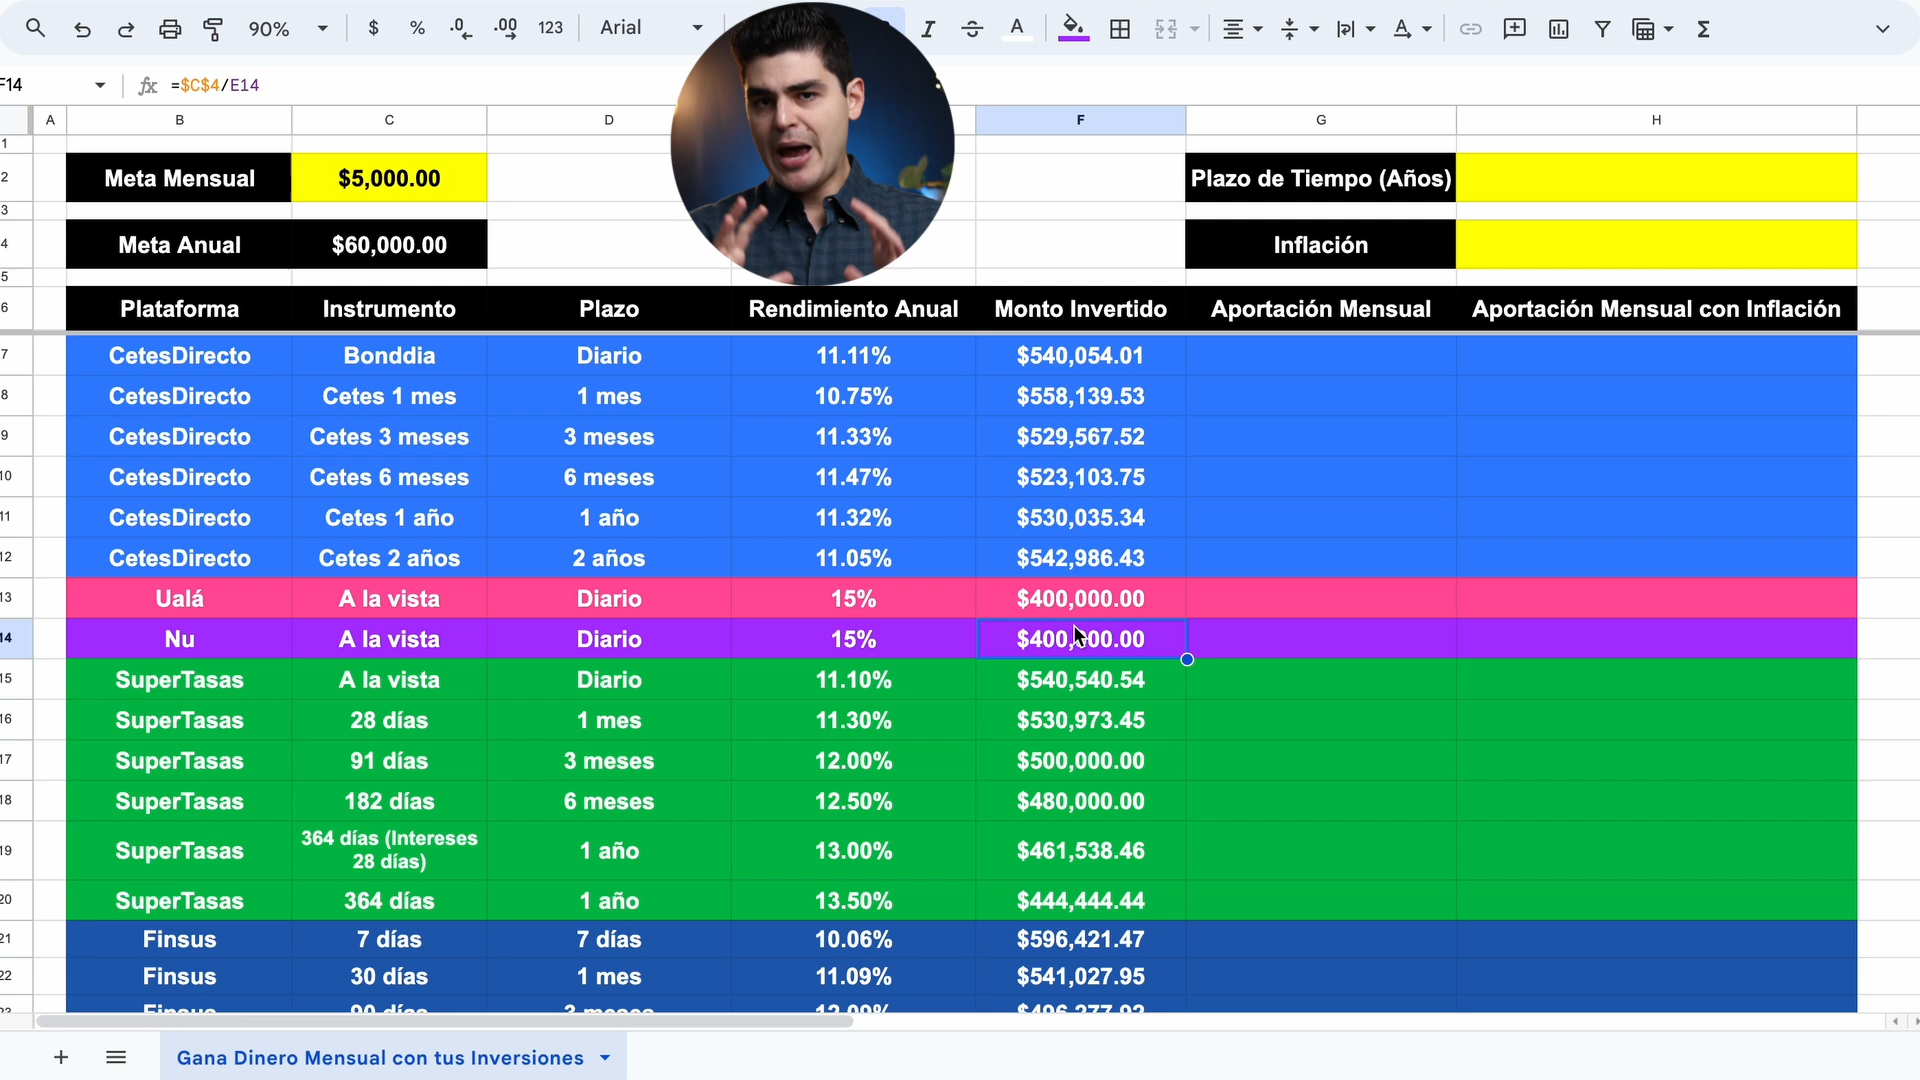 90%
$
%
.0
.00
123
Arial
F14
fx
=$C$4/E14
A B C D F G H
1
2 Meta Mensual $5,000.00 Plazo de Tiempo (Años)
3
4 Meta Anual $60,000.00 Inflación
5
6 Plataforma Instrumento Plazo Rendimiento Anual Monto Invertido Aportación Mensual Aportación Mensual con Inflación
7 CetesDirecto Bonddia Diario 11.11% $540,054.01
8 CetesDirecto Cetes 1 mes 1 mes 10.75% $558,139.53
9 CetesDirecto Cetes 3 meses 3 meses 11.33% $529,567.52
10 CetesDirecto Cetes 6 meses 6 meses 11.47% $523,103.75
11 CetesDirecto Cetes 1 año 1 año 11.32% $530,035.34
12 CetesDirecto Cetes 2 años 2 años 11.05% $542,986.43
13 Ualá A la vista Diario 15% $400,000.00
14 Nu A la vista Diario 15% $400,000.00
15 SuperTasas A la vista Diario 11.10% $540,540.54
16 SuperTasas 28 días 1 mes 11.30% $530,973.45
17 SuperTasas 91 días 3 meses 12.00% $500,000.00
18 SuperTasas 182 días 6 meses 12.50% $480,000.00
19 SuperTasas 364 días (Intereses 28 días) 1 año 13.00% $461,538.46
20 SuperTasas 364 días 1 año 13.50% $444,444.44
21 Finsus 7 días 7 días 10.06% $596,421.47
22 Finsus 30 días 1 mes 11.09% $541,027.95
23 Finsus 90 días 3 meses 12.09% $496,277.92
Gana Dinero Mensual con tus Inversiones